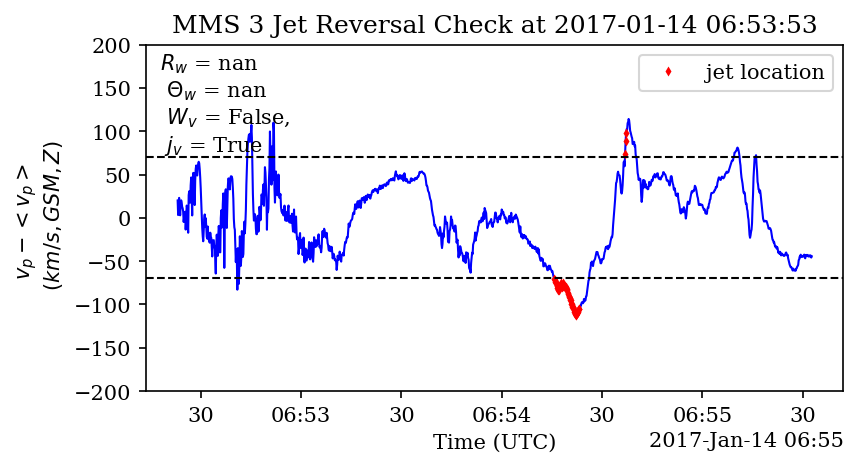 MMS 3 Jet Reversal Check at 2017-01-14 06:53:53
200
150
100
50
0
−50
−100
−150
−200
v_p − <v_p>
(km/s, GSM, Z)
R_w = nan
Θ_w = nan
W_v = False,
j_v = True
jet location
30
06:53
30
06:54
30
06:55
30
Time (UTC)
2017-Jan-14 06:55